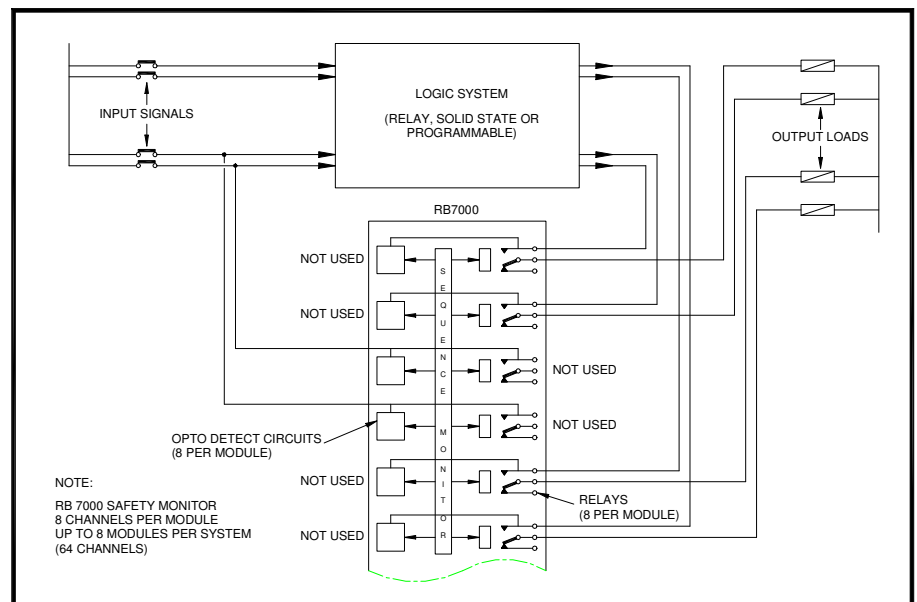 LOGIC SYSTEM
(RELAY, SOLID STATE OR
PROGRAMMABLE)
INPUT SIGNALS
OUTPUT LOADS
RB7000
NOT USED
NOT USED
NOT USED
NOT USED
OPTO DETECT CIRCUITS
(8 PER MODULE)
NOT USED
NOT USED
SEQUENCE MONITOR
RELAYS
(8 PER MODULE)
NOTE:
RB 7000 SAFETY MONITOR
8 CHANNELS PER MODULE
UP TO 8 MODULES PER SYSTEM
(64 CHANNELS)